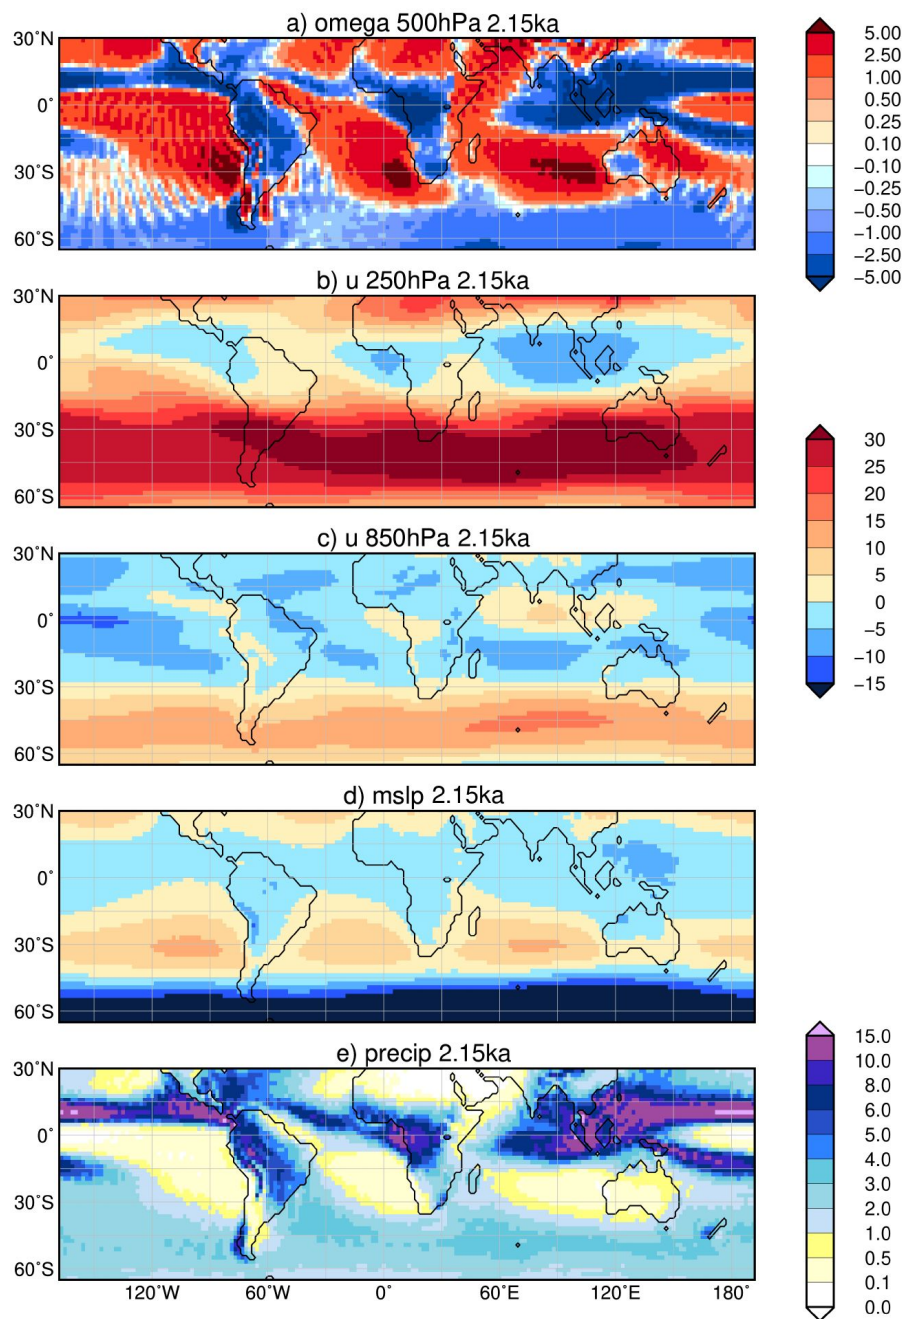 a) omega 500hPa 2.15ka
30˚N
0˚
30˚S
60˚S
5.00
2.50
1.00
0.50
0.25
0.10
−0.10
−0.25
−0.50
−1.00
−2.50
−5.00
b) u 250hPa 2.15ka
30˚N
0˚
30˚S
60˚S
c) u 850hPa 2.15ka
30˚N
0˚
30˚S
60˚S
30
25
20
15
10
5
0
−5
−10
−15
d) mslp 2.15ka
30˚N
0˚
30˚S
60˚S
e) precip 2.15ka
30˚N
0˚
30˚S
60˚S
120˚W 60˚W 0˚ 60˚E 120˚E 180˚
15.0
10.0
8.0
6.0
5.0
4.0
3.0
2.0
1.0
0.5
0.1
0.0